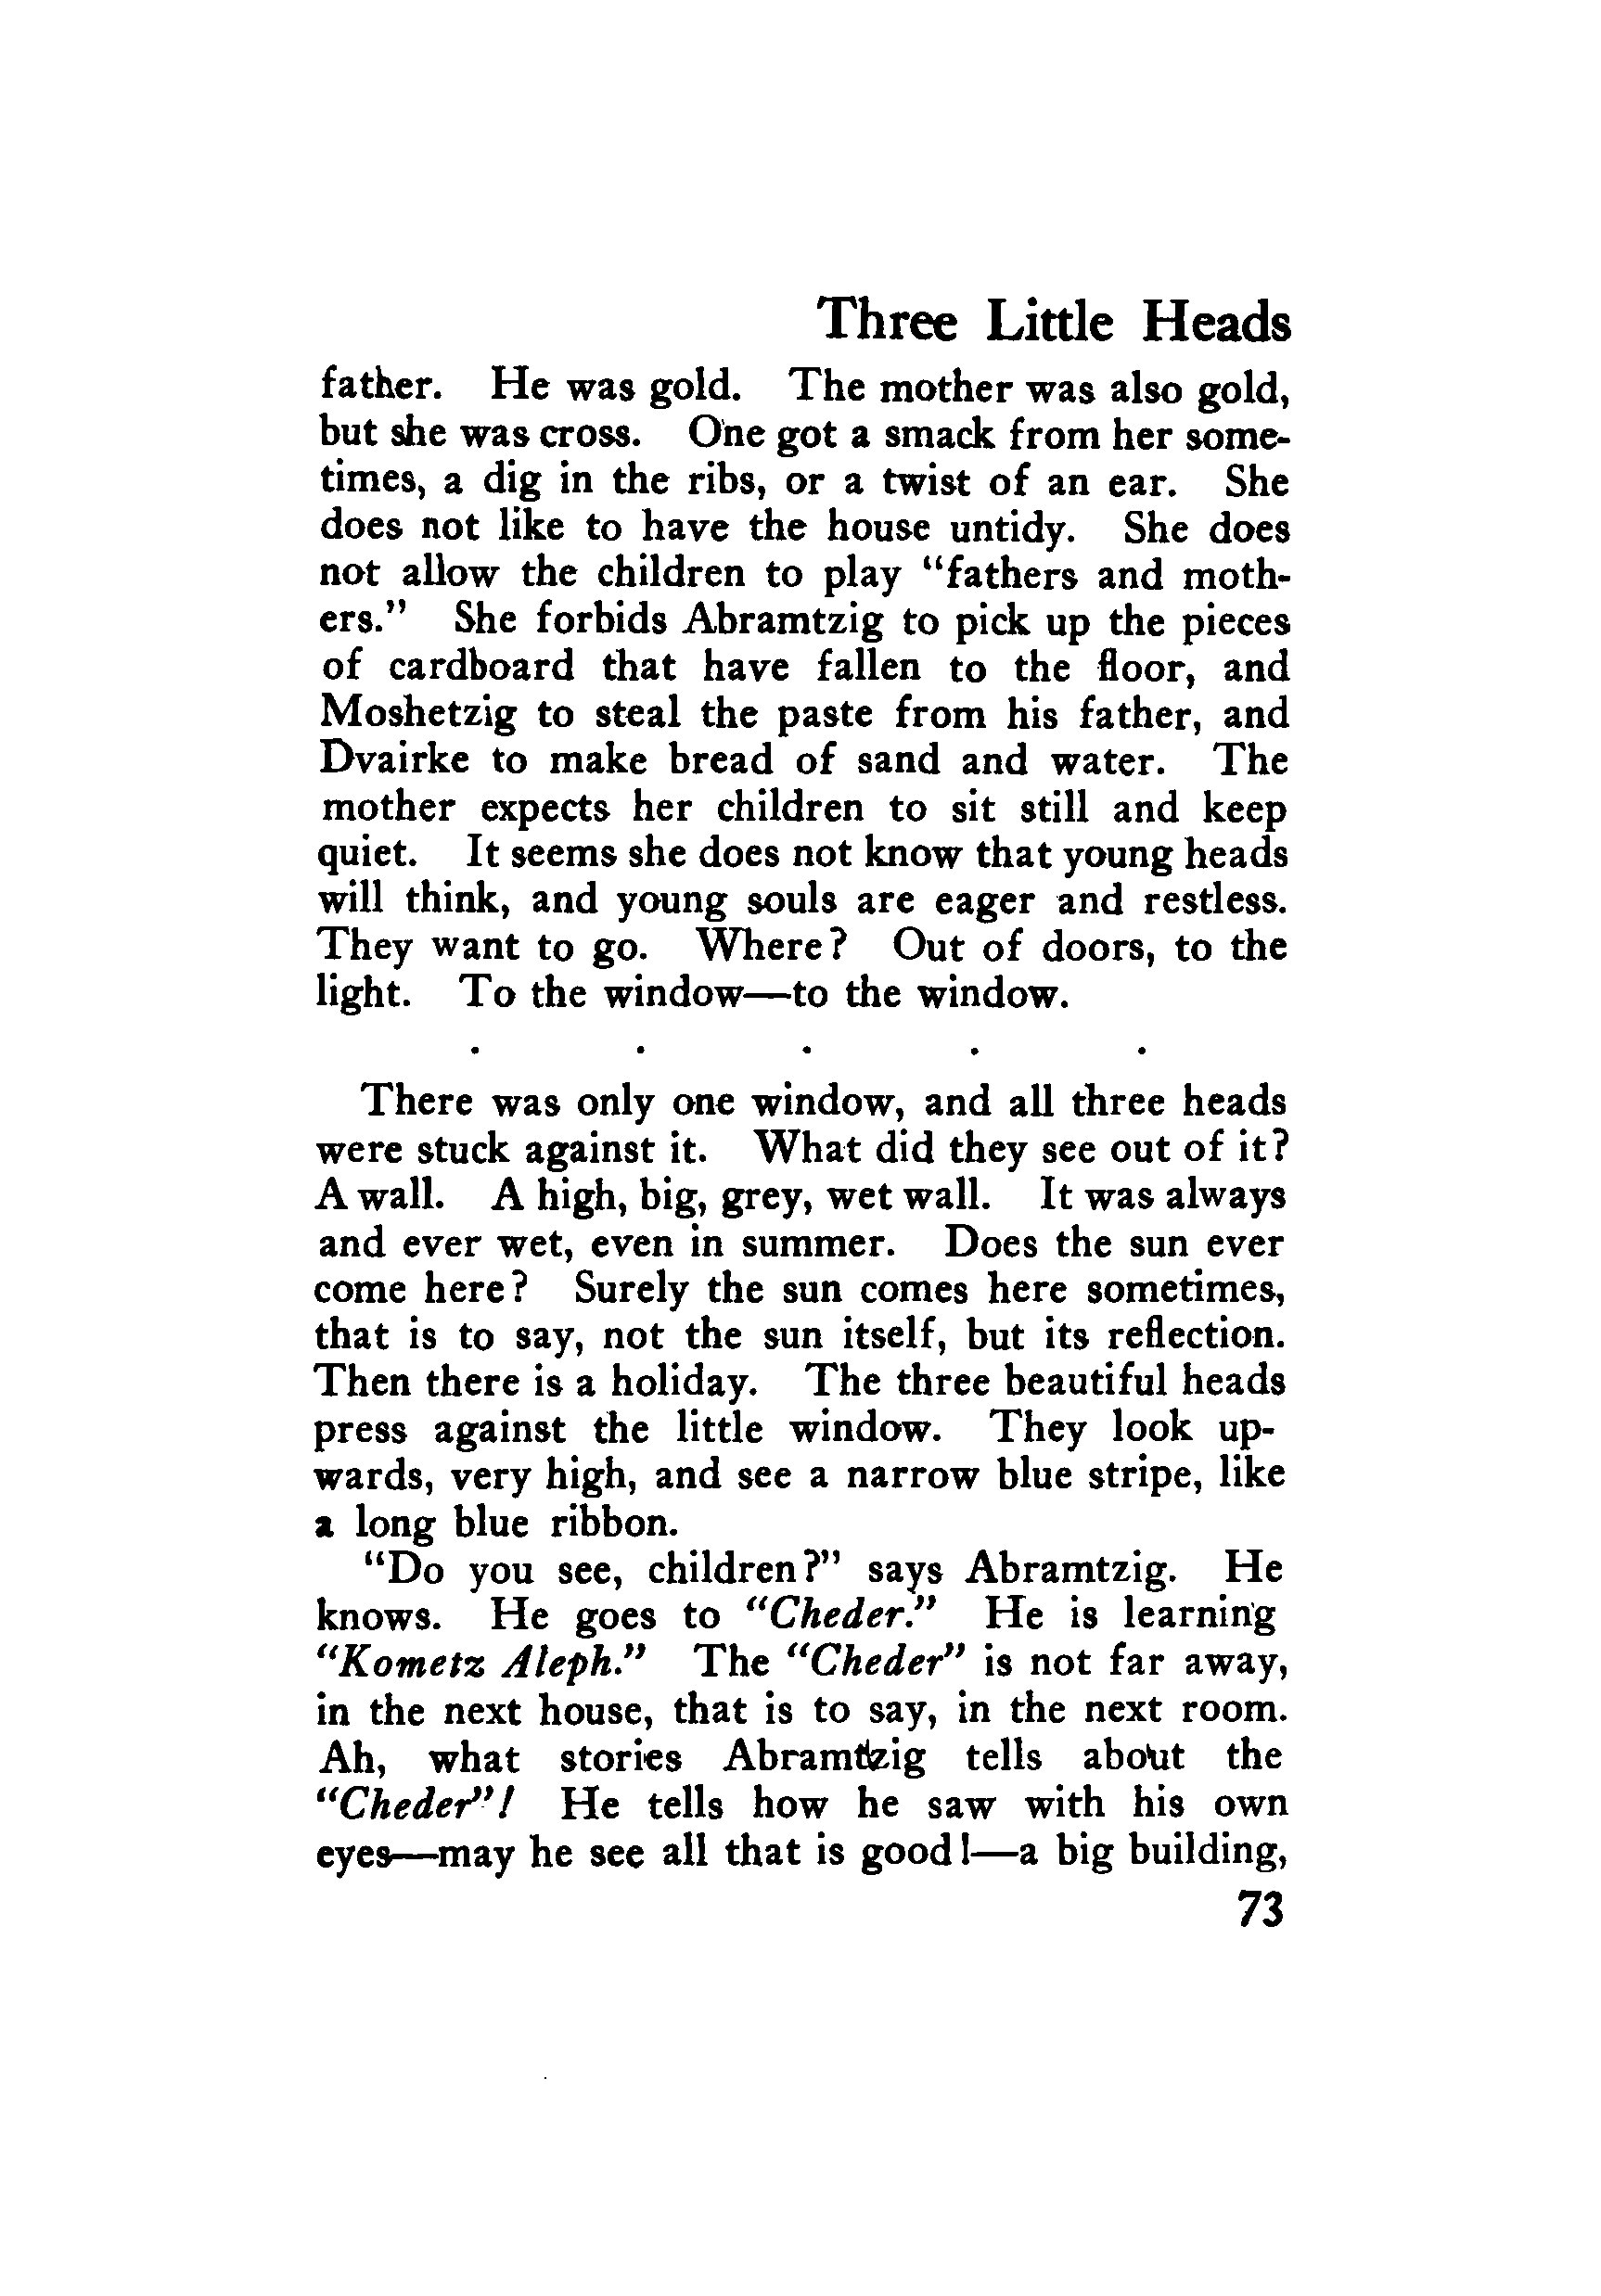 Three Little Heads
father. He was gold. The mother was also gold,
but she was cross. One got a smack from her some-
times, a dig in the ribs, or a twist of an ear. She
does not like to have the house untidy. She does
not allow the children to play “fathers and moth-
ers.” She forbids Abramtzig to pick up the pieces
of cardboard that have fallen to the floor, and
Moshetzig to steal the paste from his father, and
Dvairke to make bread of sand and water. The
mother expects her children to sit still and keep
quiet. It seems she does not know that young heads
will think, and young souls are eager and restless.
They want to go. Where? Out of doors, to the
light. To the window—to the window.
. . . . .
There was only one window, and all three heads
were stuck against it. What did they see out of it?
A wall. A high, big, grey, wet wall. It was always
and ever wet, even in summer. Does the sun ever
come here? Surely the sun comes here sometimes,
that is to say, not the sun itself, but its reflection.
Then there is a holiday. The three beautiful heads
press against the little window. They look up-
wards, very high, and see a narrow blue stripe, like
a long blue ribbon.
“Do you see, children?” says Abramtzig. He
knows. He goes to “Cheder.” He is learning
“Kometz Aleph.” The “Cheder” is not far away,
in the next house, that is to say, in the next room.
Ah, what stories Abramtzig tells about the
“Cheder”! He tells how he saw with his own
eyes—may he see all that is good!—a big building,
73